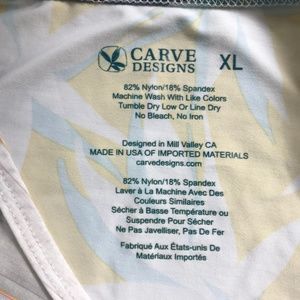 CARVE
DESIGNS
XL
82% Nylon/18% Spandex
Machine Wash With Like Colors
Tumble Dry Low Or Line Dry
No Bleach, No Iron
Designed in Mill Valley CA
MADE IN USA OF IMPORTED MATERIALS
carvedesigns.com
82% Nylon/18% Spandex
Laver À La Machine Avec Des
Couleurs Similaires
Sécher à Basse Température ou
Suspendre Pour Sécher
Ne Pas Javelliser, Pas De Fer
Fabriqué Aux États-unis De
Matériaux Importés